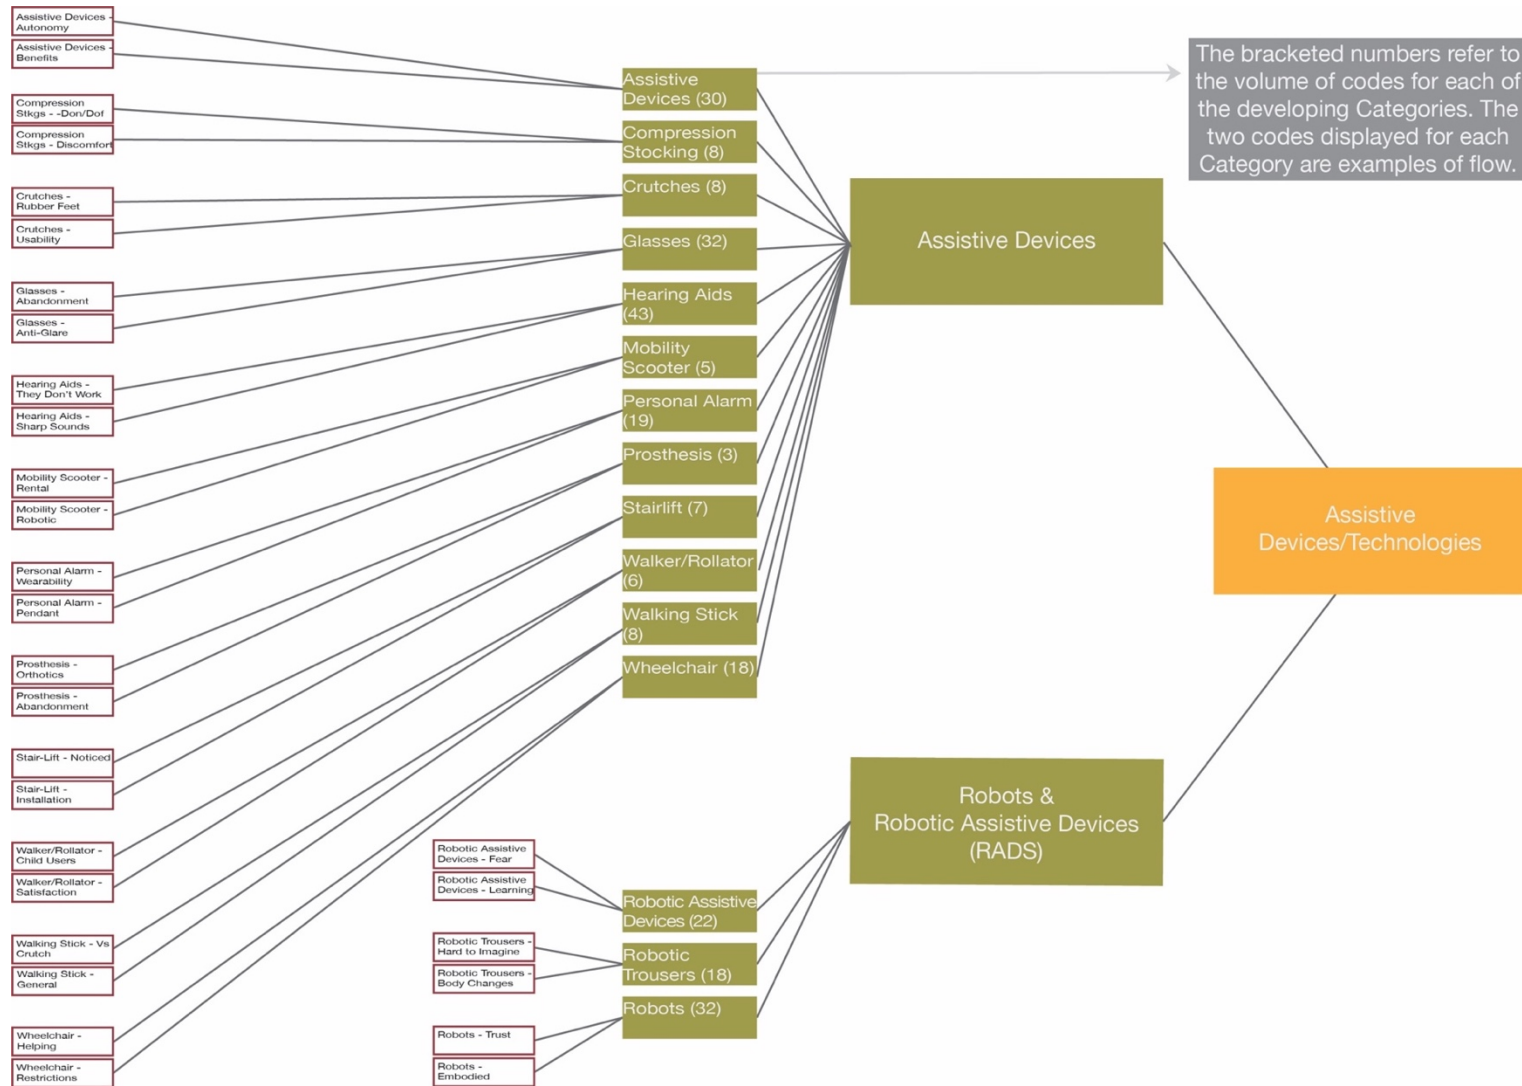 Assistive Devices -
Autonomy
Assistive Devices -
Benefits
Compression
Stkgs - -Don/Dof
Compression
Stkgs - Discomfort
Crutches -
Rubber Feet
Crutches -
Usability
Glasses -
Abandonment
Glasses -
Anti-Glare
Hearing Aids -
They Don't Work
Hearing Aids -
Sharp Sounds
Mobility Scooter -
Rental
Mobility Scooter -
Robotic
Personal Alarm -
Wearability
Personal Alarm -
Pendant
Prosthesis -
Orthotics
Prosthesis -
Abandonment
Stair-Lift - Noticed
Stair-Lift -
Installation
Walker/Rollator -
Child Users
Walker/Rollator -
Satisfaction
Walking Stick - Vs
Crutch
Walking Stick -
General
Wheelchair -
Helping
Wheelchair -
Restrictions
Robotic Assistive
Devices - Fear
Robotic Assistive
Devices - Learning
Robotic Trousers -
Hard to Imagine
Robotic Trousers -
Body Changes
Robots - Trust
Robots -
Embodied
Assistive
Devices (30)
Compression
Stocking (8)
Crutches (8)
Glasses (32)
Hearing Aids
(43)
Mobility
Scooter (5)
Personal Alarm
(19)
Prosthesis (3)
Stairlift (7)
Walker/Rollator
(6)
Walking Stick
(8)
Wheelchair (18)
Robotic Assistive
Devices (22)
Robotic
Trousers (18)
Robots (32)
Assistive Devices
Robots &
Robotic Assistive Devices
(RADS)
The bracketed numbers refer to
the volume of codes for each of
the developing Categories. The
two codes displayed for each
Category are examples of flow.
Assistive
Devices/Technologies